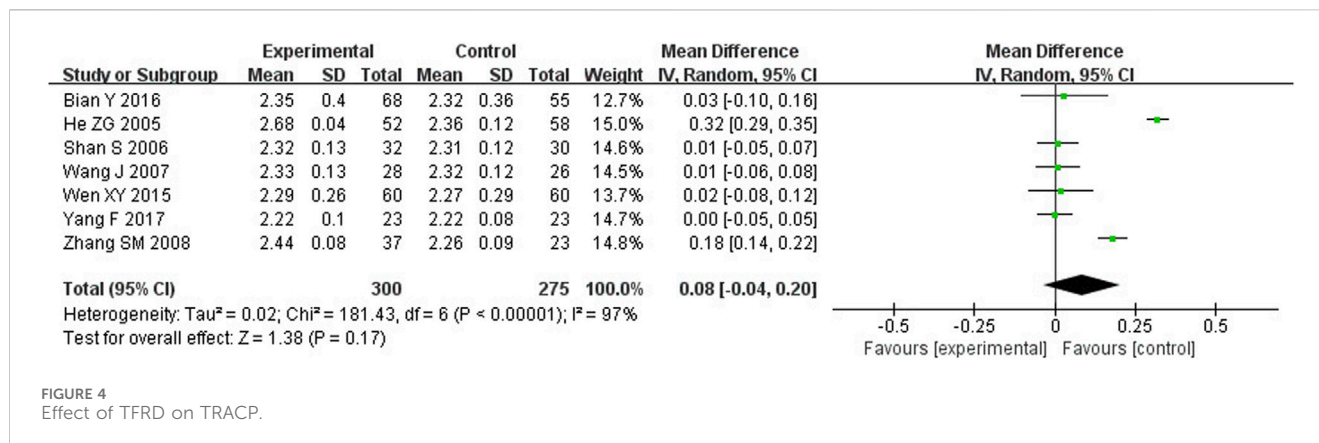 Experimental Control Mean Difference Mean Difference
Study or Subgroup Mean SD Total Mean SD Total Weight IV, Random, 95% CI IV, Random, 95% CI
Bian Y 2016 2.35 0.4 68 2.32 0.36 55 12.7% 0.03 [-0.10, 0.16]
He ZG 2005 2.68 0.04 52 2.36 0.12 58 15.0% 0.32 [0.29, 0.35]
Shan S 2006 2.32 0.13 32 2.31 0.12 30 14.6% 0.01 [-0.05, 0.07]
Wang J 2007 2.33 0.13 28 2.32 0.12 26 14.5% 0.01 [-0.06, 0.08]
Wen XY 2015 2.29 0.26 60 2.27 0.29 60 13.7% 0.02 [-0.08, 0.12]
Yang F 2017 2.22 0.1 23 2.22 0.08 23 14.7% 0.00 [-0.05, 0.05]
Zhang SM 2008 2.44 0.08 37 2.26 0.09 23 14.8% 0.18 [0.14, 0.22]
Total (95% CI) 300 275 100.0% 0.08 [-0.04, 0.20]
Heterogeneity: Tau² = 0.02; Chi² = 181.43, df = 6 (P < 0.00001); I² = 97%
Test for overall effect: Z = 1.38 (P = 0.17)
-0.5 -0.25 0 0.25 0.5
Favours [experimental] Favours [control]
FIGURE 4
Effect of TFRD on TRACP.